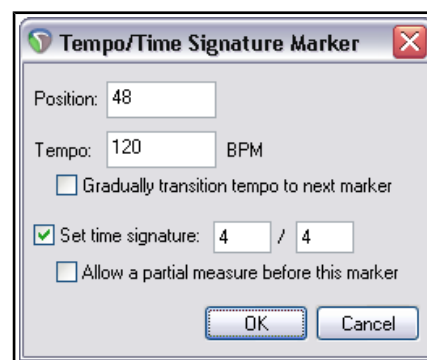 Tempo/Time Signature Marker
Position: 48
Tempo: 120 BPM
Gradually transition tempo to next marker
Set time signature: 4 / 4
Allow a partial measure before this marker
OK Cancel